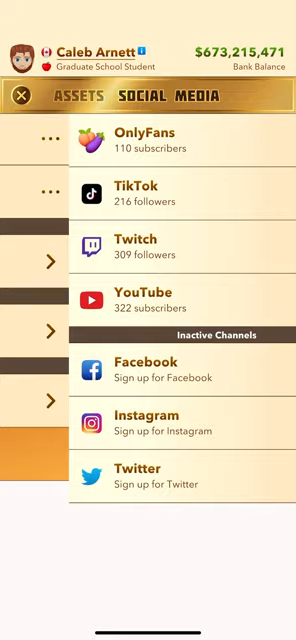 Caleb Arnett
$673,215,471
Graduate School Student
Bank Balance
ASSETS SOCIAL MEDIA
OnlyFans
110 subscribers
TikTok
216 followers
Twitch
309 followers
YouTube
322 subscribers
Inactive Channels
Facebook
Sign up for Facebook
Instagram
Sign up for Instagram
Twitter
Sign up for Twitter